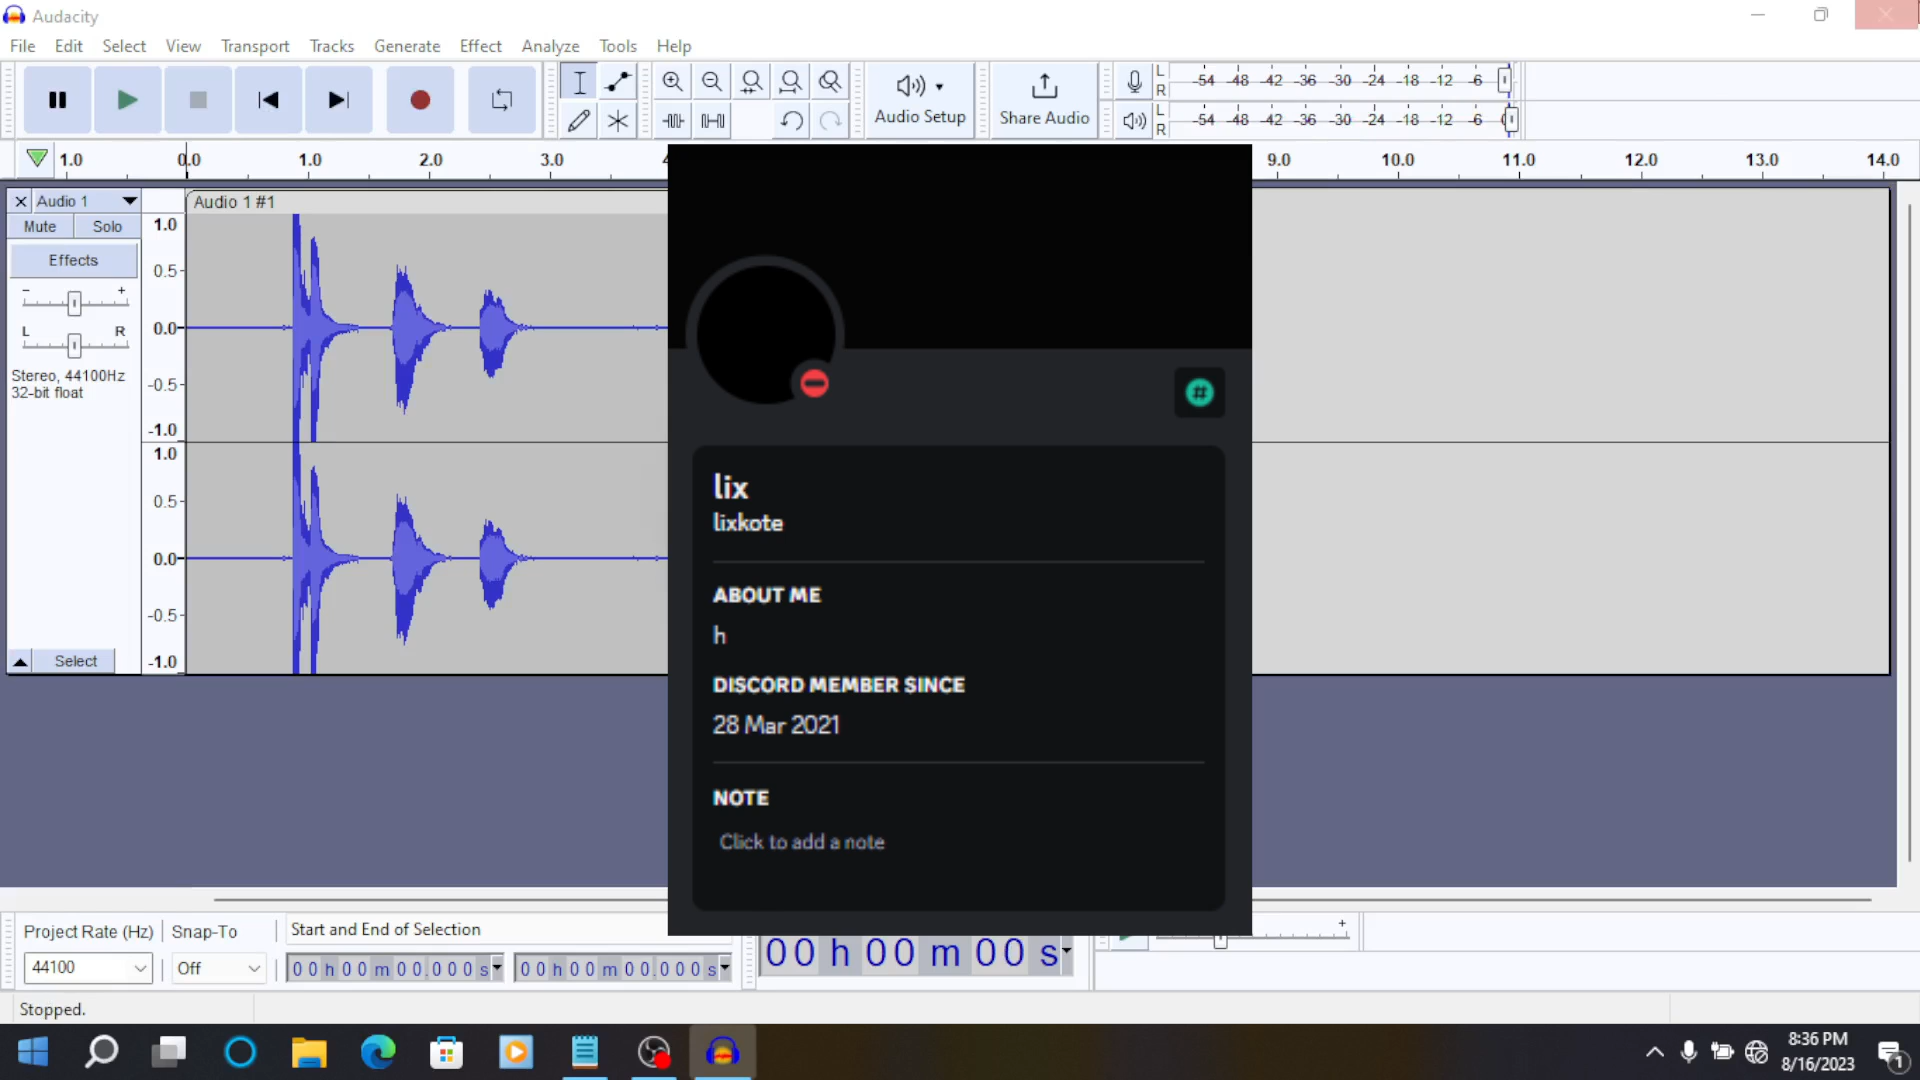 Audacity
File Edit Select View Transport Tracks Generate Effect Analyze Tools Help
Audio Setup
Share Audio
L R -54 -48 -42 -36 -30 -24 -18 -12 -6
L R -54 -48 -42 -36 -30 -24 -18 -12 -6
1.0 0.0 1.0 2.0 3.0 9.0 10.0 11.0 12.0 13.0 14.0
Audio 1
Audio 1 #1
Mute Solo
Effects
- +
L R
Stereo, 44100Hz
32-bit float
Select
1.0
0.5
0.0
-0.5
-1.0
1.0
0.5
0.0
-0.5
-1.0
lix
lixkote
ABOUT ME
h
DISCORD MEMBER SINCE
28 Mar 2021
NOTE
Click to add a note
Project Rate (Hz) Snap-To Start and End of Selection
44100 Off 00 h 00 m 00.000 s 00 h 00 m 00.000 s
00 h 00 m 00 s
+
Stopped.
8:36 PM
8/16/2023
1